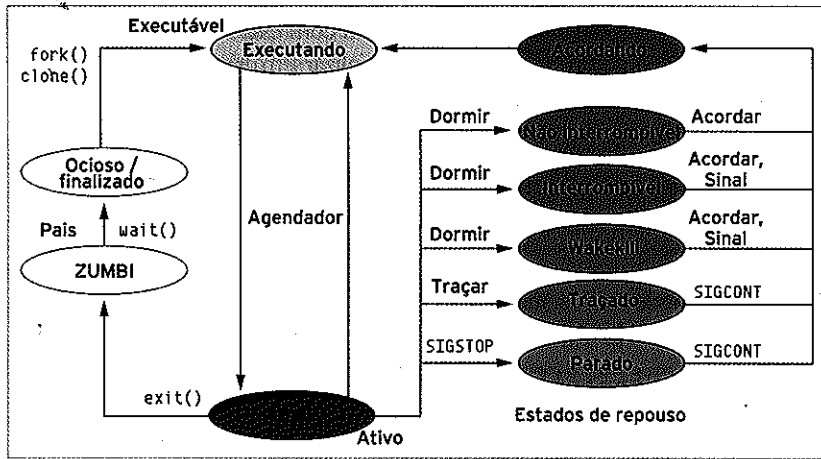 Executável
Executando
Acordando
fork()
clone()
Dormir
Não Interrompível
Acordar
Ocioso /
finalizado
Dormir
Interrompível
Acordar,
Sinal
Agendador
Pais
wait()
Dormir
Wakekill
Acordar,
Sinal
ZUMBI
Traçar
Traçado
SIGCONT
SIGSTOP
Parado
SIGCONT
exit()
Ativo
Estados de repouso